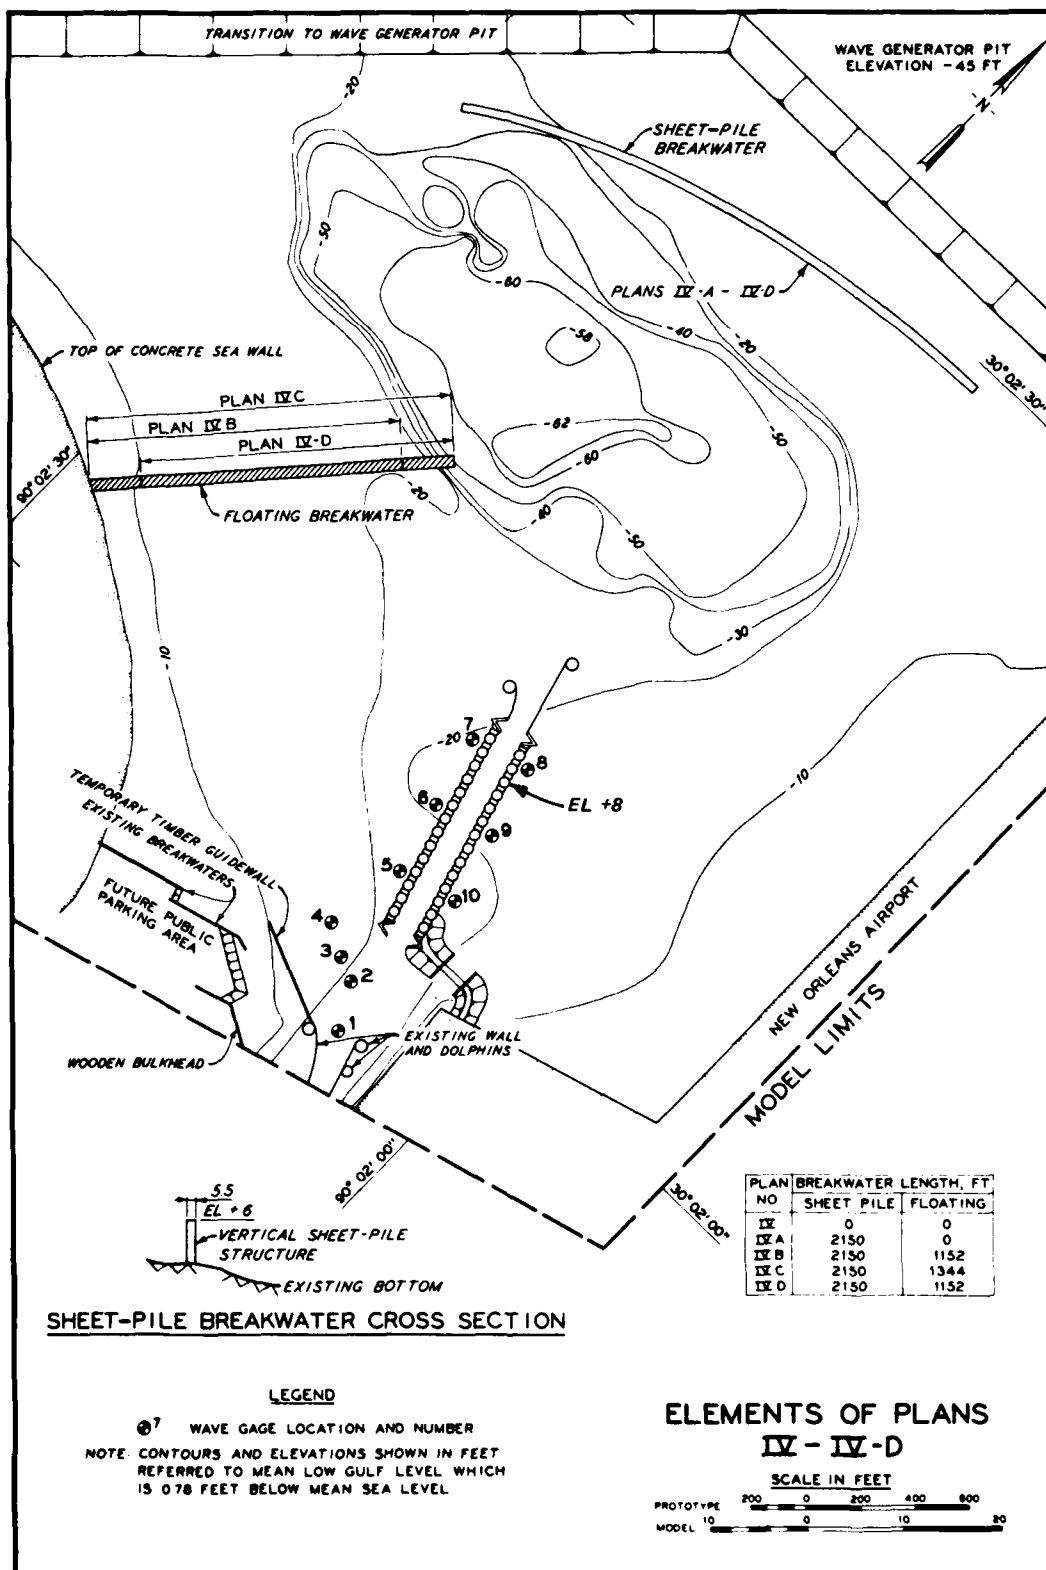 TRANSITION TO WAVE GENERATOR PIT
WAVE GENERATOR PIT
ELEVATION -45 FT
-N-
-20
SHEET-PILE
BREAKWATER
-50
-60
PLANS IV-A - IV-D
-58
-40
-20
30° 02' 30"
TOP OF CONCRETE SEA WALL
PLAN IV C
PLAN IV B
PLAN IV-D
-62
-60
-50
90° 02' 30"
-20
FLOATING BREAKWATER
-40
-50
-30
-10
7
-20
8
6
EL +8
-10
9
TEMPORARY TIMBER GUIDEWALL
EXISTING BREAKWATERS
5
10
FUTURE PUBLIC
PARKING AREA
4
3
2
1
NEW ORLEANS AIRPORT
MODEL LIMITS
EXISTING WALL
AND DOLPHINS
WOODEN BULKHEAD
90° 02' 00"
30° 02' 00"
5.5
EL + 6
VERTICAL SHEET-PILE
STRUCTURE
EXISTING BOTTOM
SHEET-PILE BREAKWATER CROSS SECTION
PLAN NO BREAKWATER LENGTH, FT
SHEET PILE FLOATING
IV 0 0
IV A 2150 0
IV B 2150 1152
IV C 2150 1344
IV D 2150 1152
LEGEND
7 WAVE GAGE LOCATION AND NUMBER
NOTE: CONTOURS AND ELEVATIONS SHOWN IN FEET
REFERRED TO MEAN LOW GULF LEVEL WHICH
IS 0.78 FEET BELOW MEAN SEA LEVEL
ELEMENTS OF PLANS
IV - IV-D
SCALE IN FEET
PROTOTYPE 200 0 200 400 600
MODEL 10 0 10 20